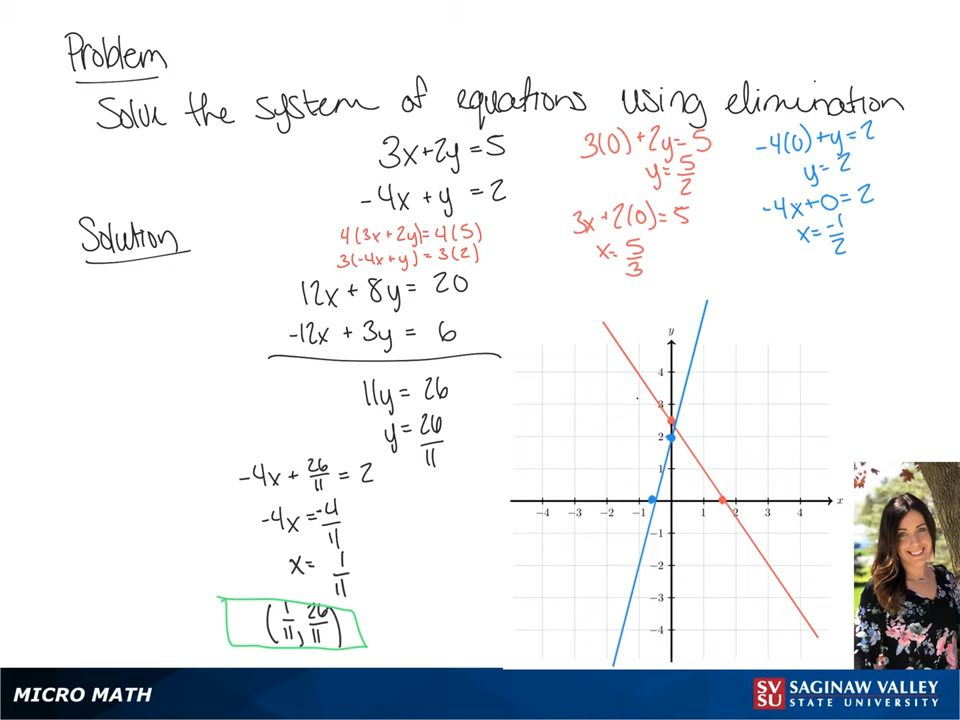 Problem
Solve the system of equations using elimination
3x+2y=5
-4x+y=2
3(0)+2y=5
y=5/2
3x+2(0)=5
x=5/3
-4(0)+y=2
y=2
-4x+0=2
x=-1/2
Solution
4(3x+2y)=4(5)
3(-4x+y)=3(2)
12x+8y=20
-12x+3y=6
11y=26
y=26/11
-4x+26/11=2
-4x=-4/11
x=1/11
(1/11, 26/11)
y
4
3
2
1
-4 -3 -2 -1 1 2 3 4 x
-1
-2
-3
-4
MICRO MATH
SVSU SAGINAW VALLEY
STATE UNIVERSITY